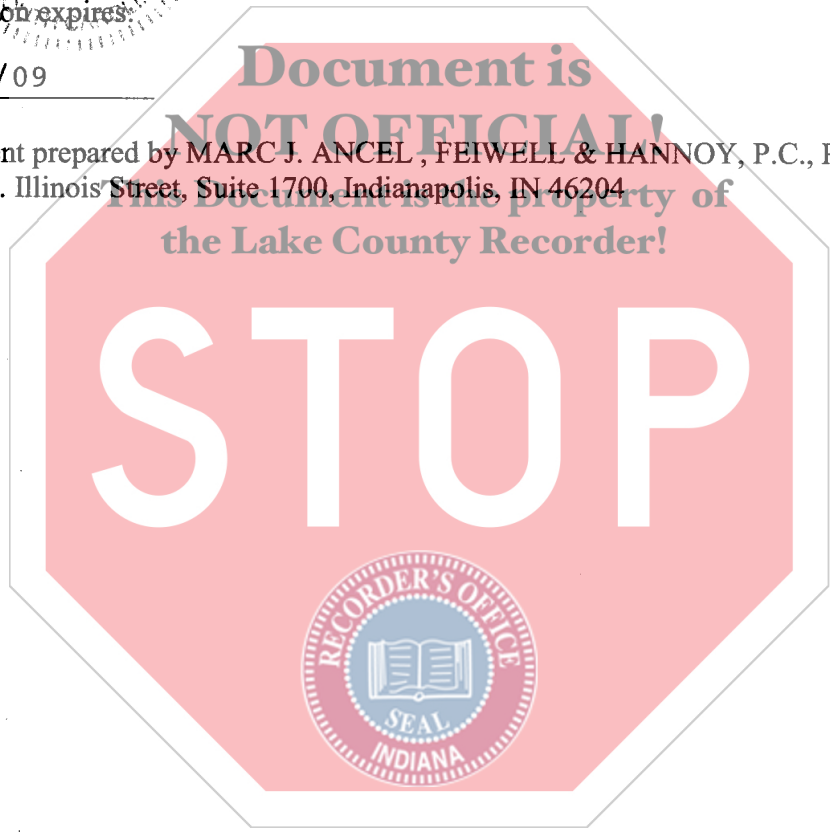 on expires:
Document is
/09
NOT OFFICIAL!
nt prepared by MARC J. ANCEL , FEIWELL & HANNOY, P.C.,
. Illinois Street, Suite 1700, Indianapolis, IN 46204
This Document is the property of
the Lake County Recorder!
STOP
RECORDER'S OFFICE
SEAL
INDIANA